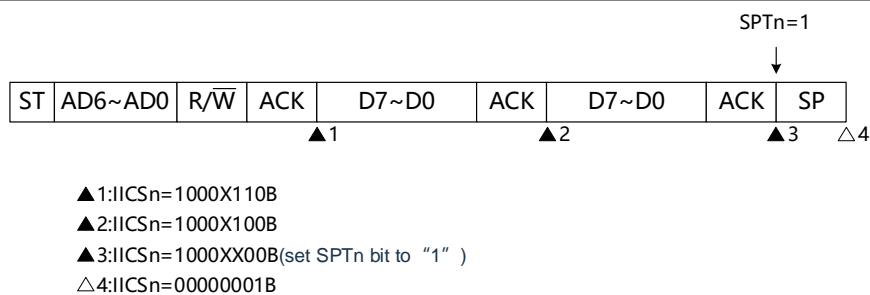 SPTn=1
ST AD6~AD0 R/W̅ ACK D7~D0 ACK D7~D0 ACK SP
▲1 ▲2 ▲3 △4
▲1:IICSn=1000X110B
▲2:IICSn=1000X100B
▲3:IICSn=1000XX00B(set SPTn bit to “1” )
△4:IICSn=00000001B